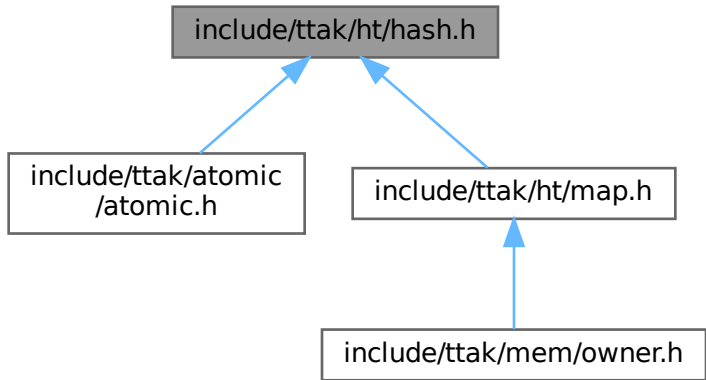 include/ttak/ht/hash.h
include/ttak/atomic
/atomic.h
include/ttak/ht/map.h
include/ttak/mem/owner.h